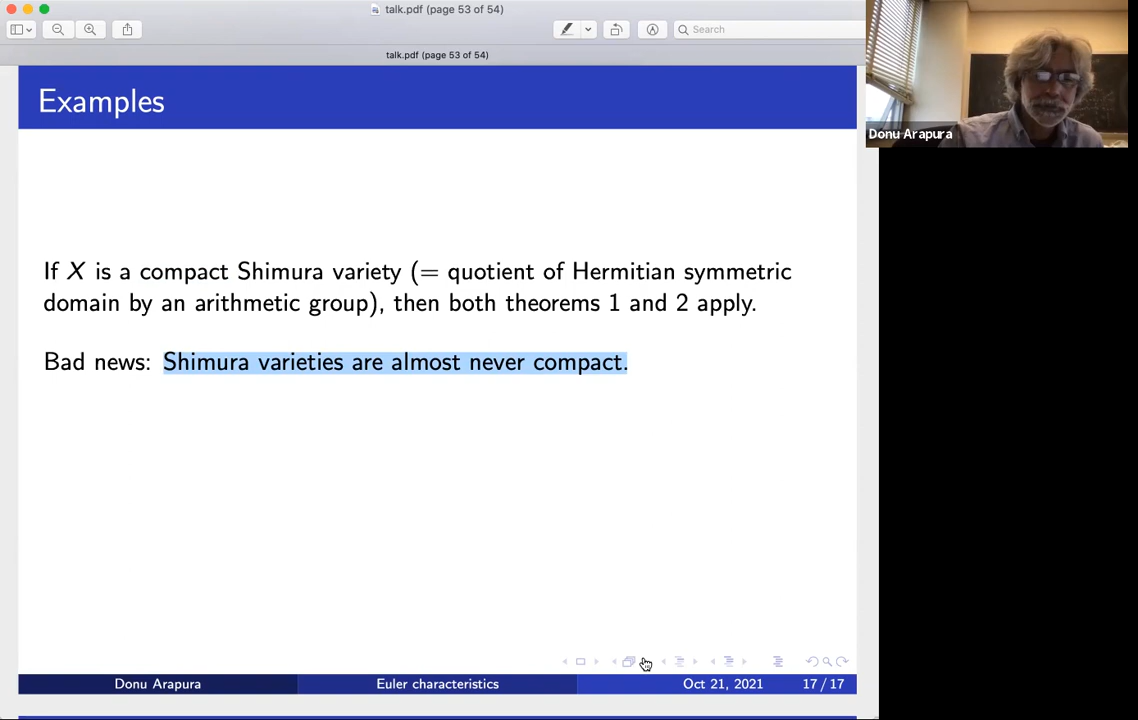 talk.pdf (page 53 of 54)
Search
talk.pdf (page 53 of 54)
Donu Arapura
Examples
If X is a compact Shimura variety (= quotient of Hermitian symmetric
domain by an arithmetic group), then both theorems 1 and 2 apply.
Bad news: Shimura varieties are almost never compact.
Donu Arapura Euler characteristics Oct 21, 2021 17 / 17